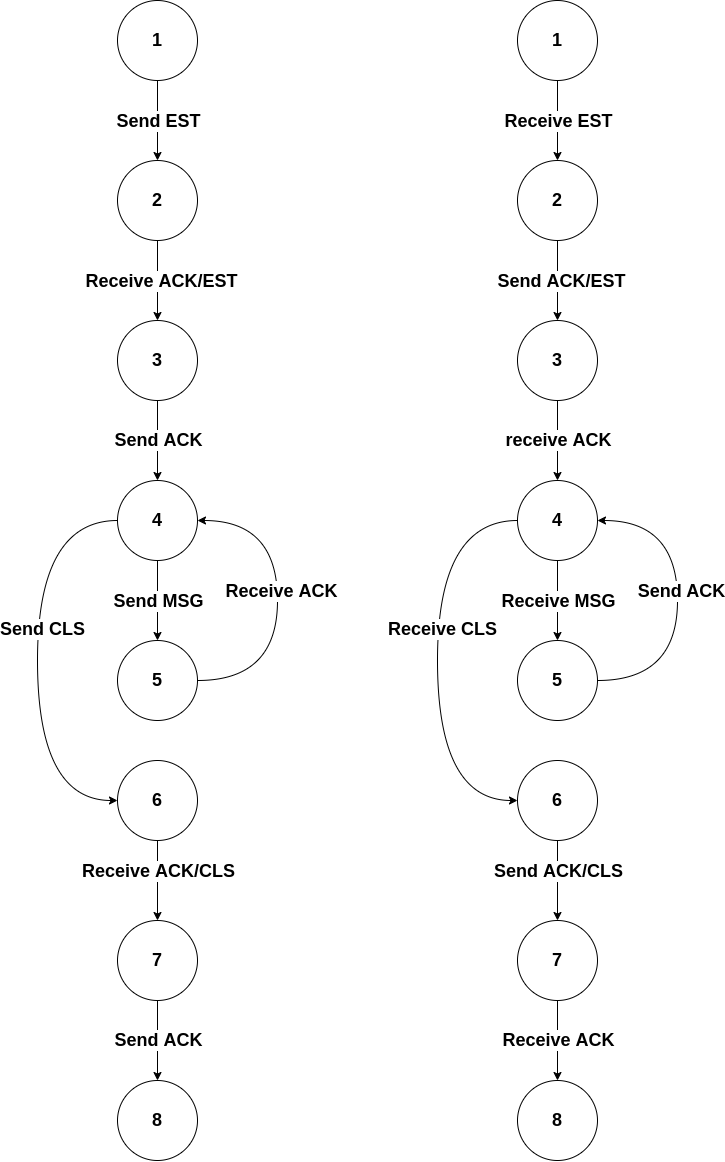 1
Send EST
2
Receive ACK/EST
3
Send ACK
4
Send MSG
Receive ACK
Send CLS
5
6
Receive ACK/CLS
7
Send ACK
8
1
Receive EST
2
Send ACK/EST
3
receive ACK
4
Receive MSG
Send ACK
Receive CLS
5
6
Send ACK/CLS
7
Receive ACK
8